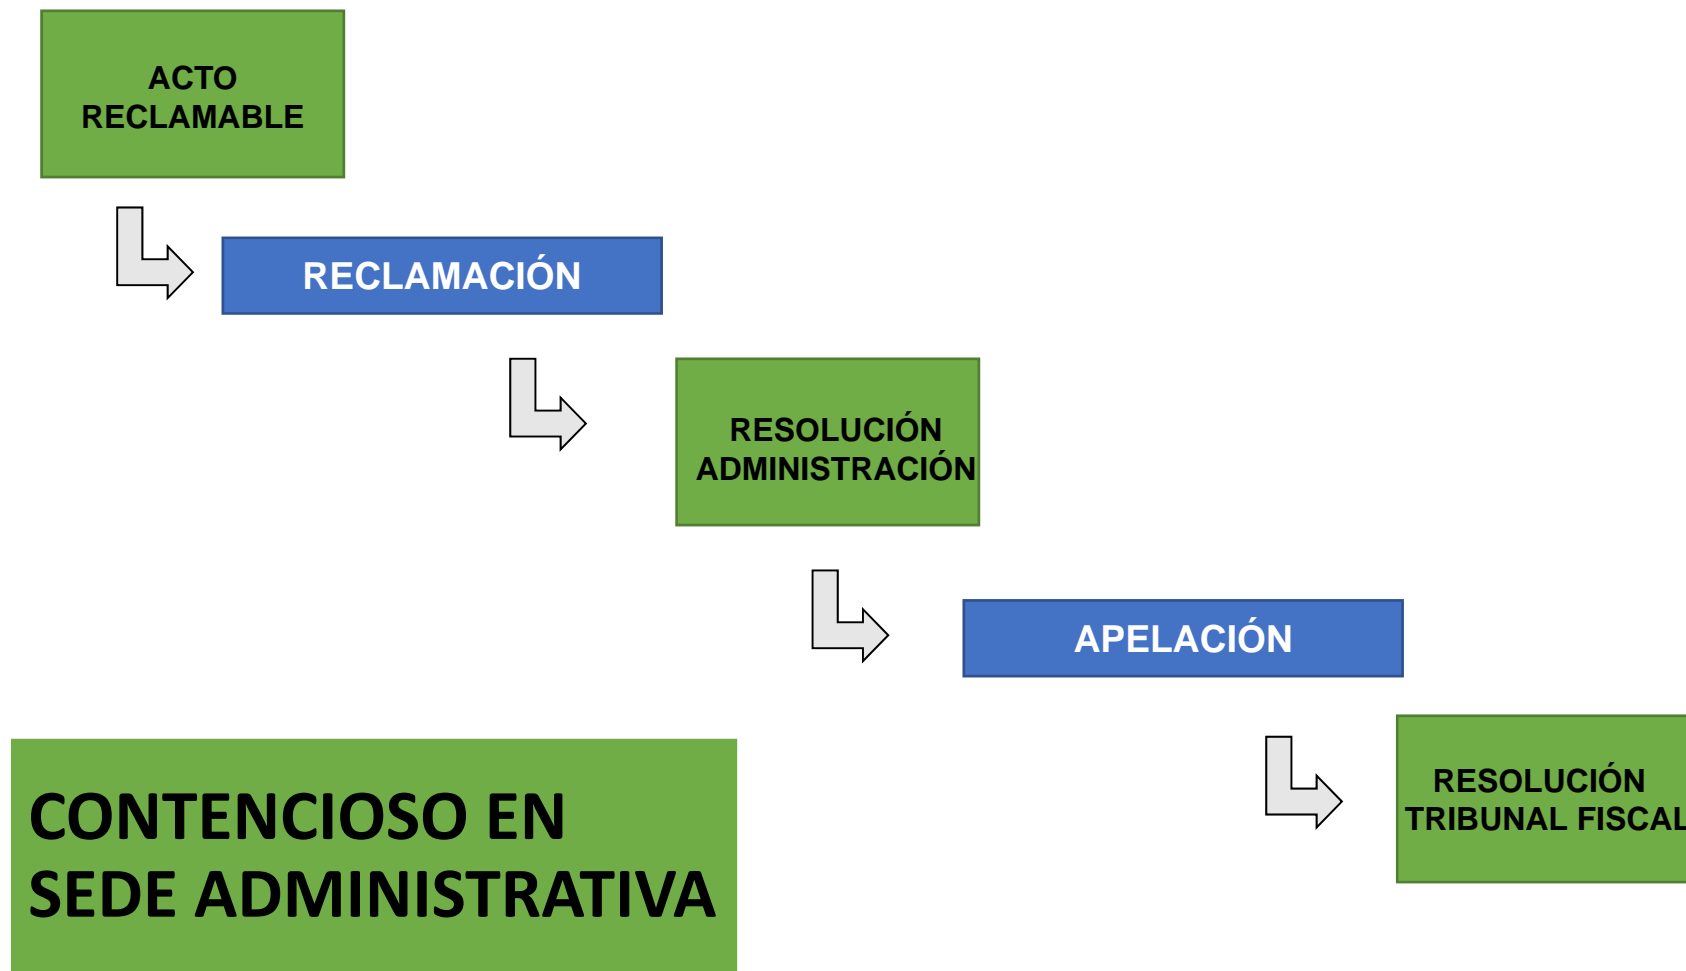 ACTO
RECLAMABLE
RECLAMACIÓN
RESOLUCIÓN
ADMINISTRACIÓN
APELACIÓN
RESOLUCIÓN
TRIBUNAL FISCAL
CONTENCIOSO EN
SEDE ADMINISTRATIVA